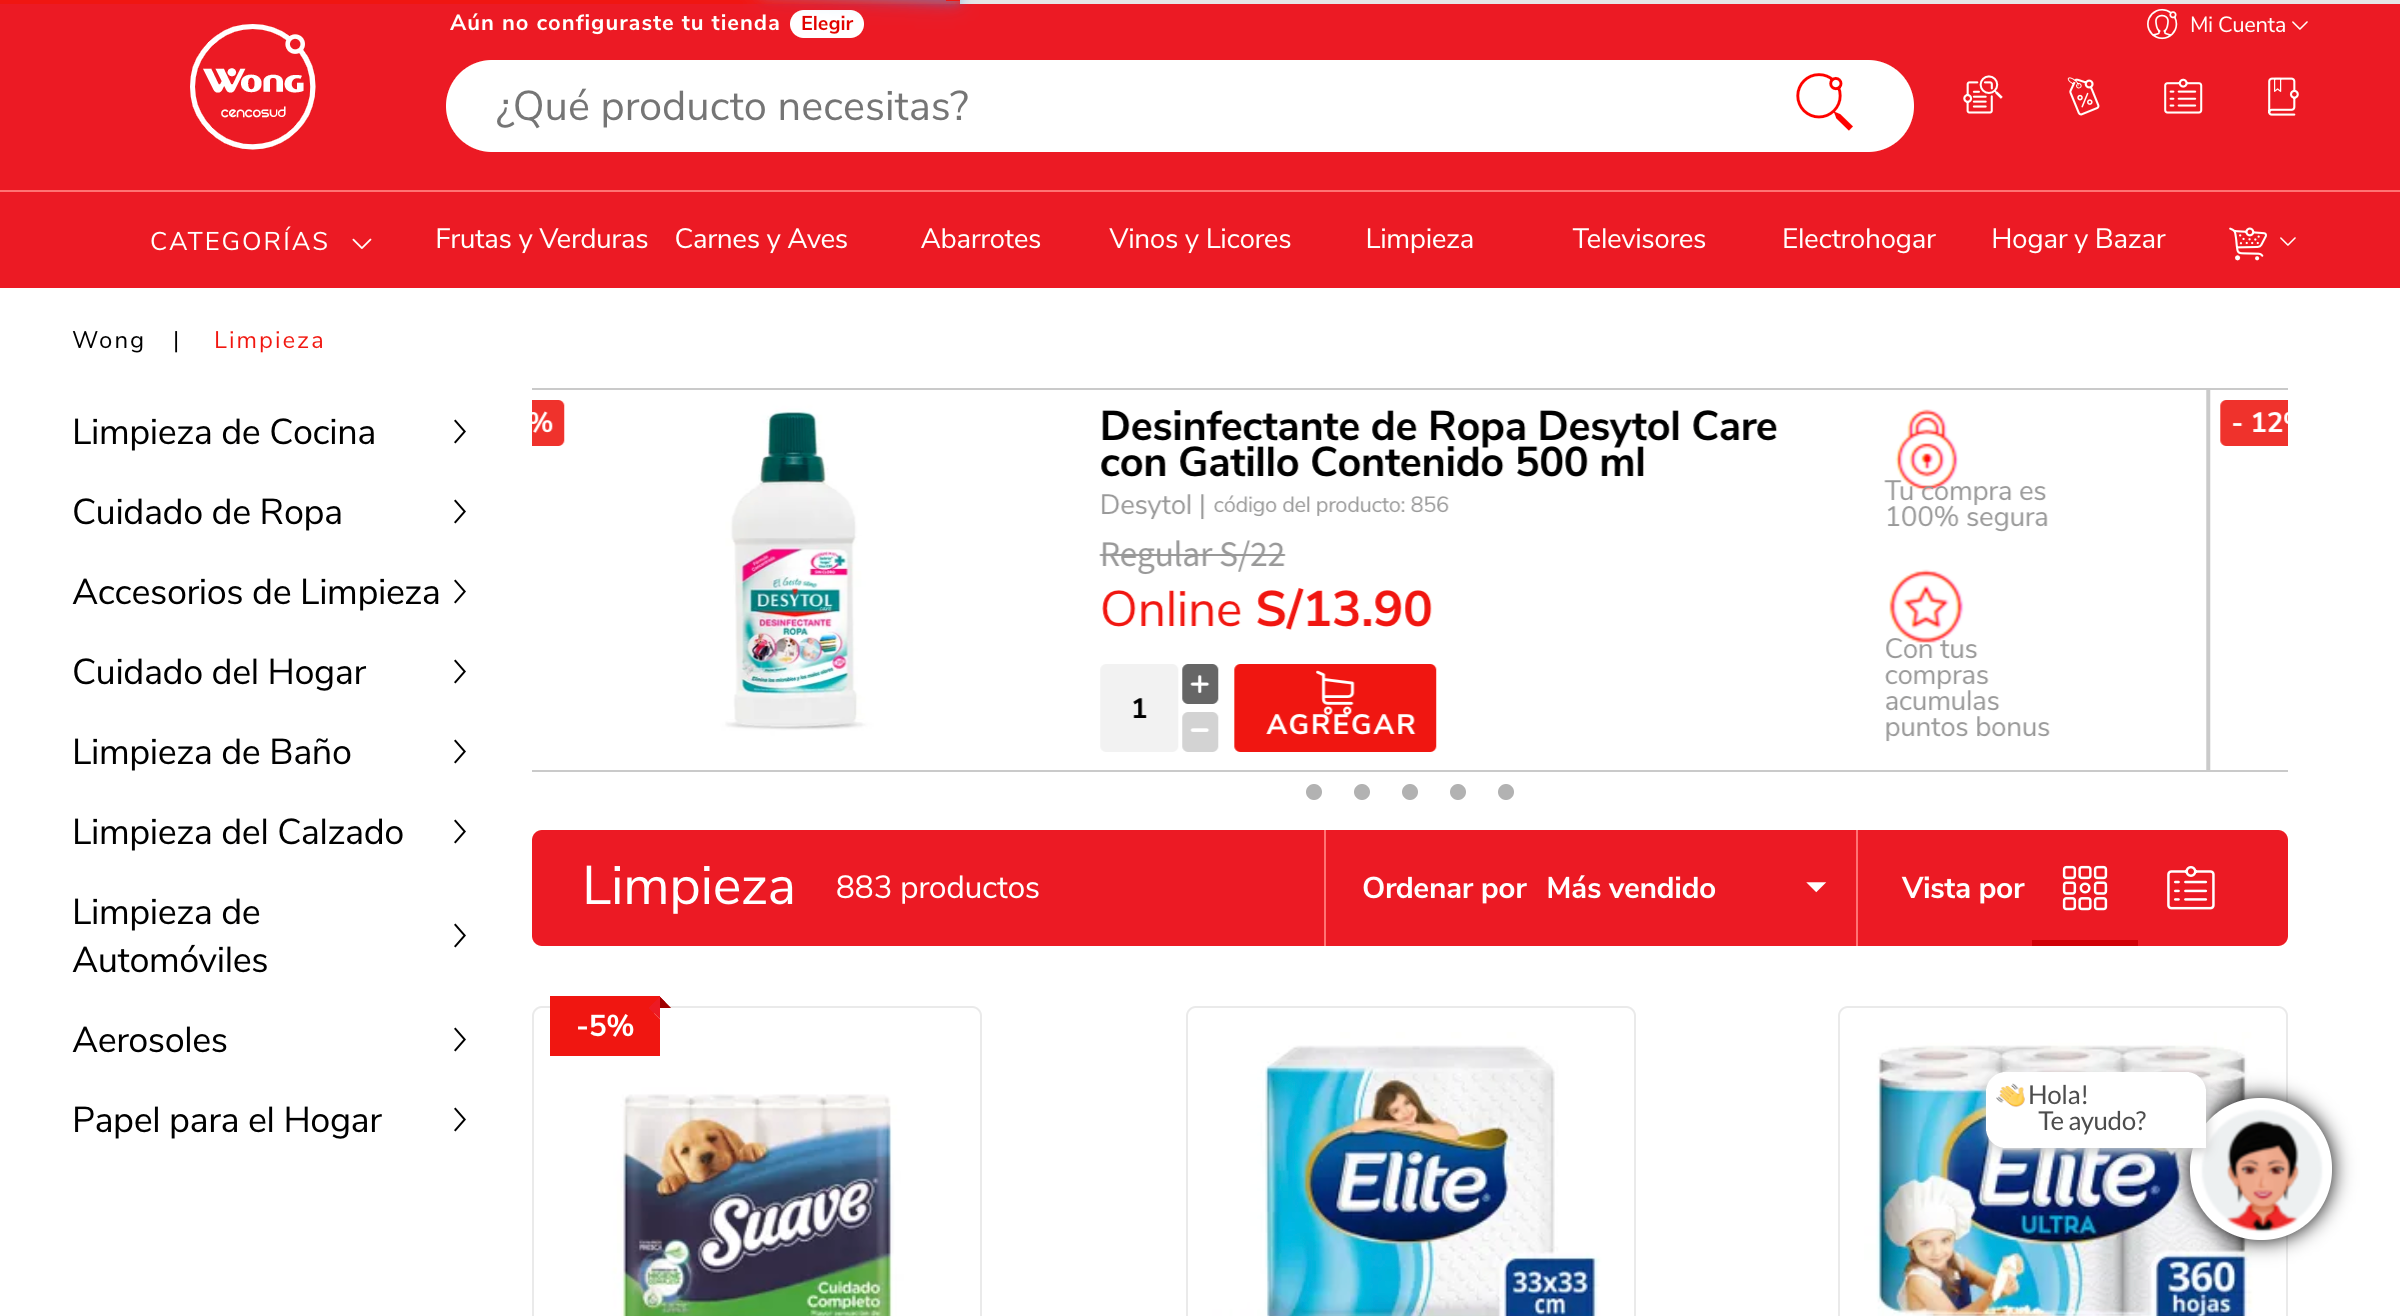 Aún no configuraste tu tienda Elegir
Mi Cuenta
Wong
cencosud
¿Qué producto necesitas?
CATEGORÍAS
Frutas y Verduras
Carnes y Aves
Abarrotes
Vinos y Licores
Limpieza
Televisores
Electrohogar
Hogar y Bazar
Wong | Limpieza
Limpieza de Cocina
Cuidado de Ropa
Accesorios de Limpieza
Cuidado del Hogar
Limpieza de Baño
Limpieza del Calzado
Limpieza de
Automóviles
Aerosoles
Papel para el Hogar
%
DESYTOL
DESINFECTANTE
ROPA
Desinfectante de Ropa Desytol Care
con Gatillo Contenido 500 ml
Desytol | código del producto: 856
Regular S/22
Online S/13.90
1
+
−
AGREGAR
Tu compra es
100% segura
Con tus
compras
acumulas
puntos bonus
- 12%
Limpieza 883 productos
Ordenar por Más vendido
Vista por
-5%
Suave
Cuidado
Completo
Elite
33x33
cm
Hola!
Te ayudo?
Elite
ULTRA
360
hojas